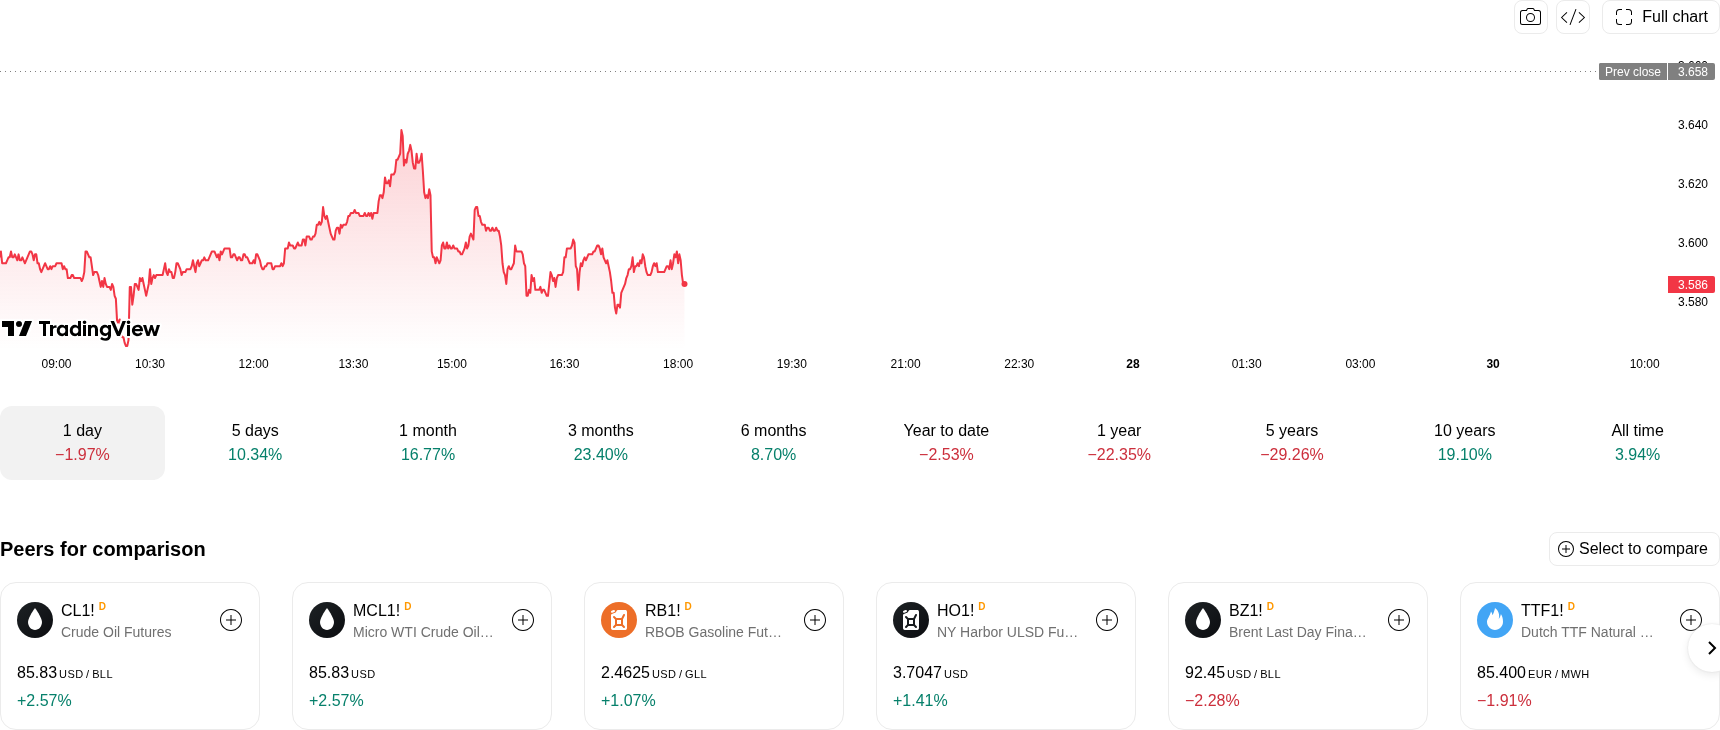 Full chart
Prev close 3.658
3.640
3.620
3.600
3.586
3.580
TradingView
09:00 10:30 12:00 13:30 15:00 16:30 18:00 19:30 21:00 22:30 28 01:30 03:00 30 10:00
1 day 5 days 1 month 3 months 6 months Year to date 1 year 5 years 10 years All time
−1.97% 10.34% 16.77% 23.40% 8.70% −2.53% −22.35% −29.26% 19.10% 3.94%
Peers for comparison
Select to compare
CL1! D
Crude Oil Futures
85.83 USD / BLL
+2.57%
MCL1! D
Micro WTI Crude Oil…
85.83 USD
+2.57%
RB1! D
RBOB Gasoline Fut…
2.4625 USD / GLL
+1.07%
HO1! D
NY Harbor ULSD Fu…
3.7047 USD
+1.41%
BZ1! D
Brent Last Day Fina…
92.45 USD / BLL
−2.28%
TTF1! D
Dutch TTF Natural …
85.400 EUR / MWH
−1.91%